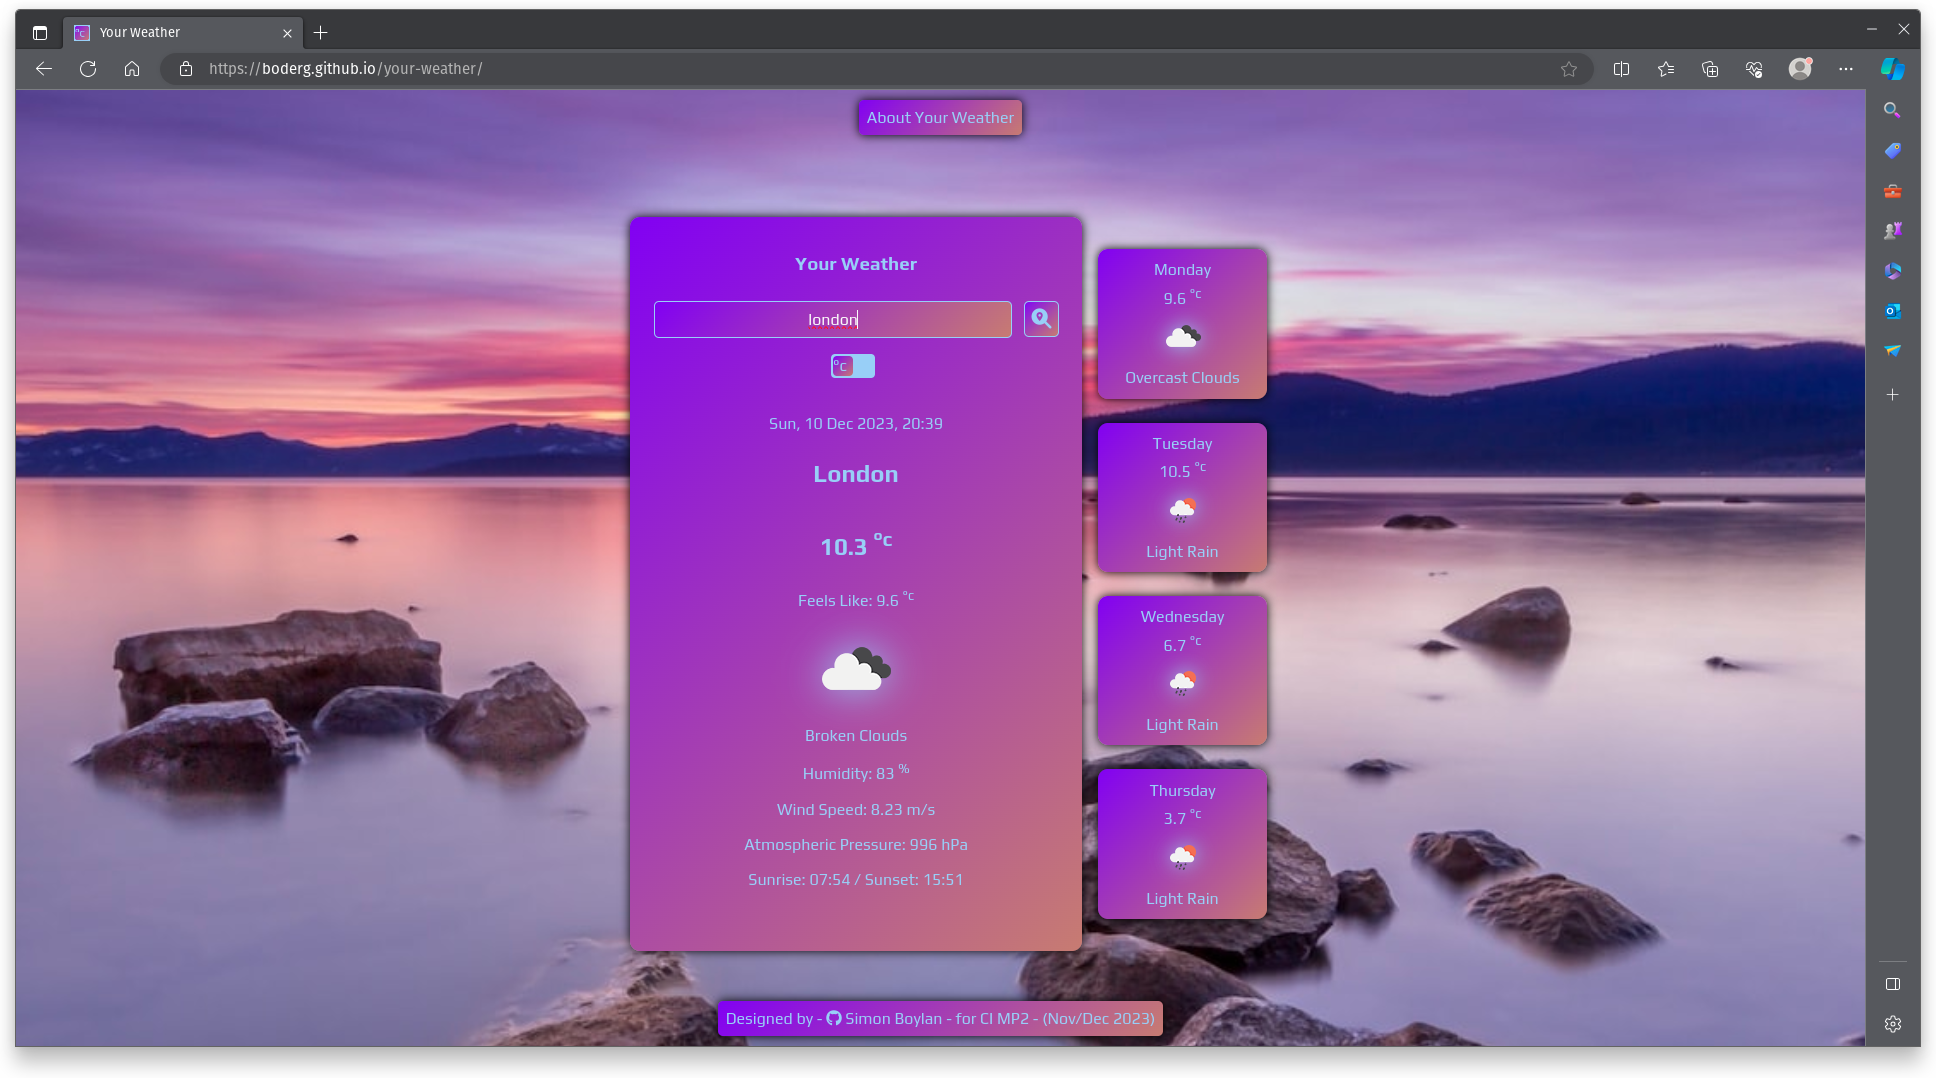 Your Weather
https://boderg.github.io/your-weather/
About Your Weather
Your Weather
london
°c
Sun, 10 Dec 2023, 20:39
London
10.3 °c
Feels Like: 9.6 °c
Broken Clouds
Humidity: 83 %
Wind Speed: 8.23 m/s
Atmospheric Pressure: 996 hPa
Sunrise: 07:54 / Sunset: 15:51
Monday
9.6 °c
Overcast Clouds
Tuesday
10.5 °c
Light Rain
Wednesday
6.7 °c
Light Rain
Thursday
3.7 °c
Light Rain
Designed by - Simon Boylan - for CI MP2 - (Nov/Dec 2023)